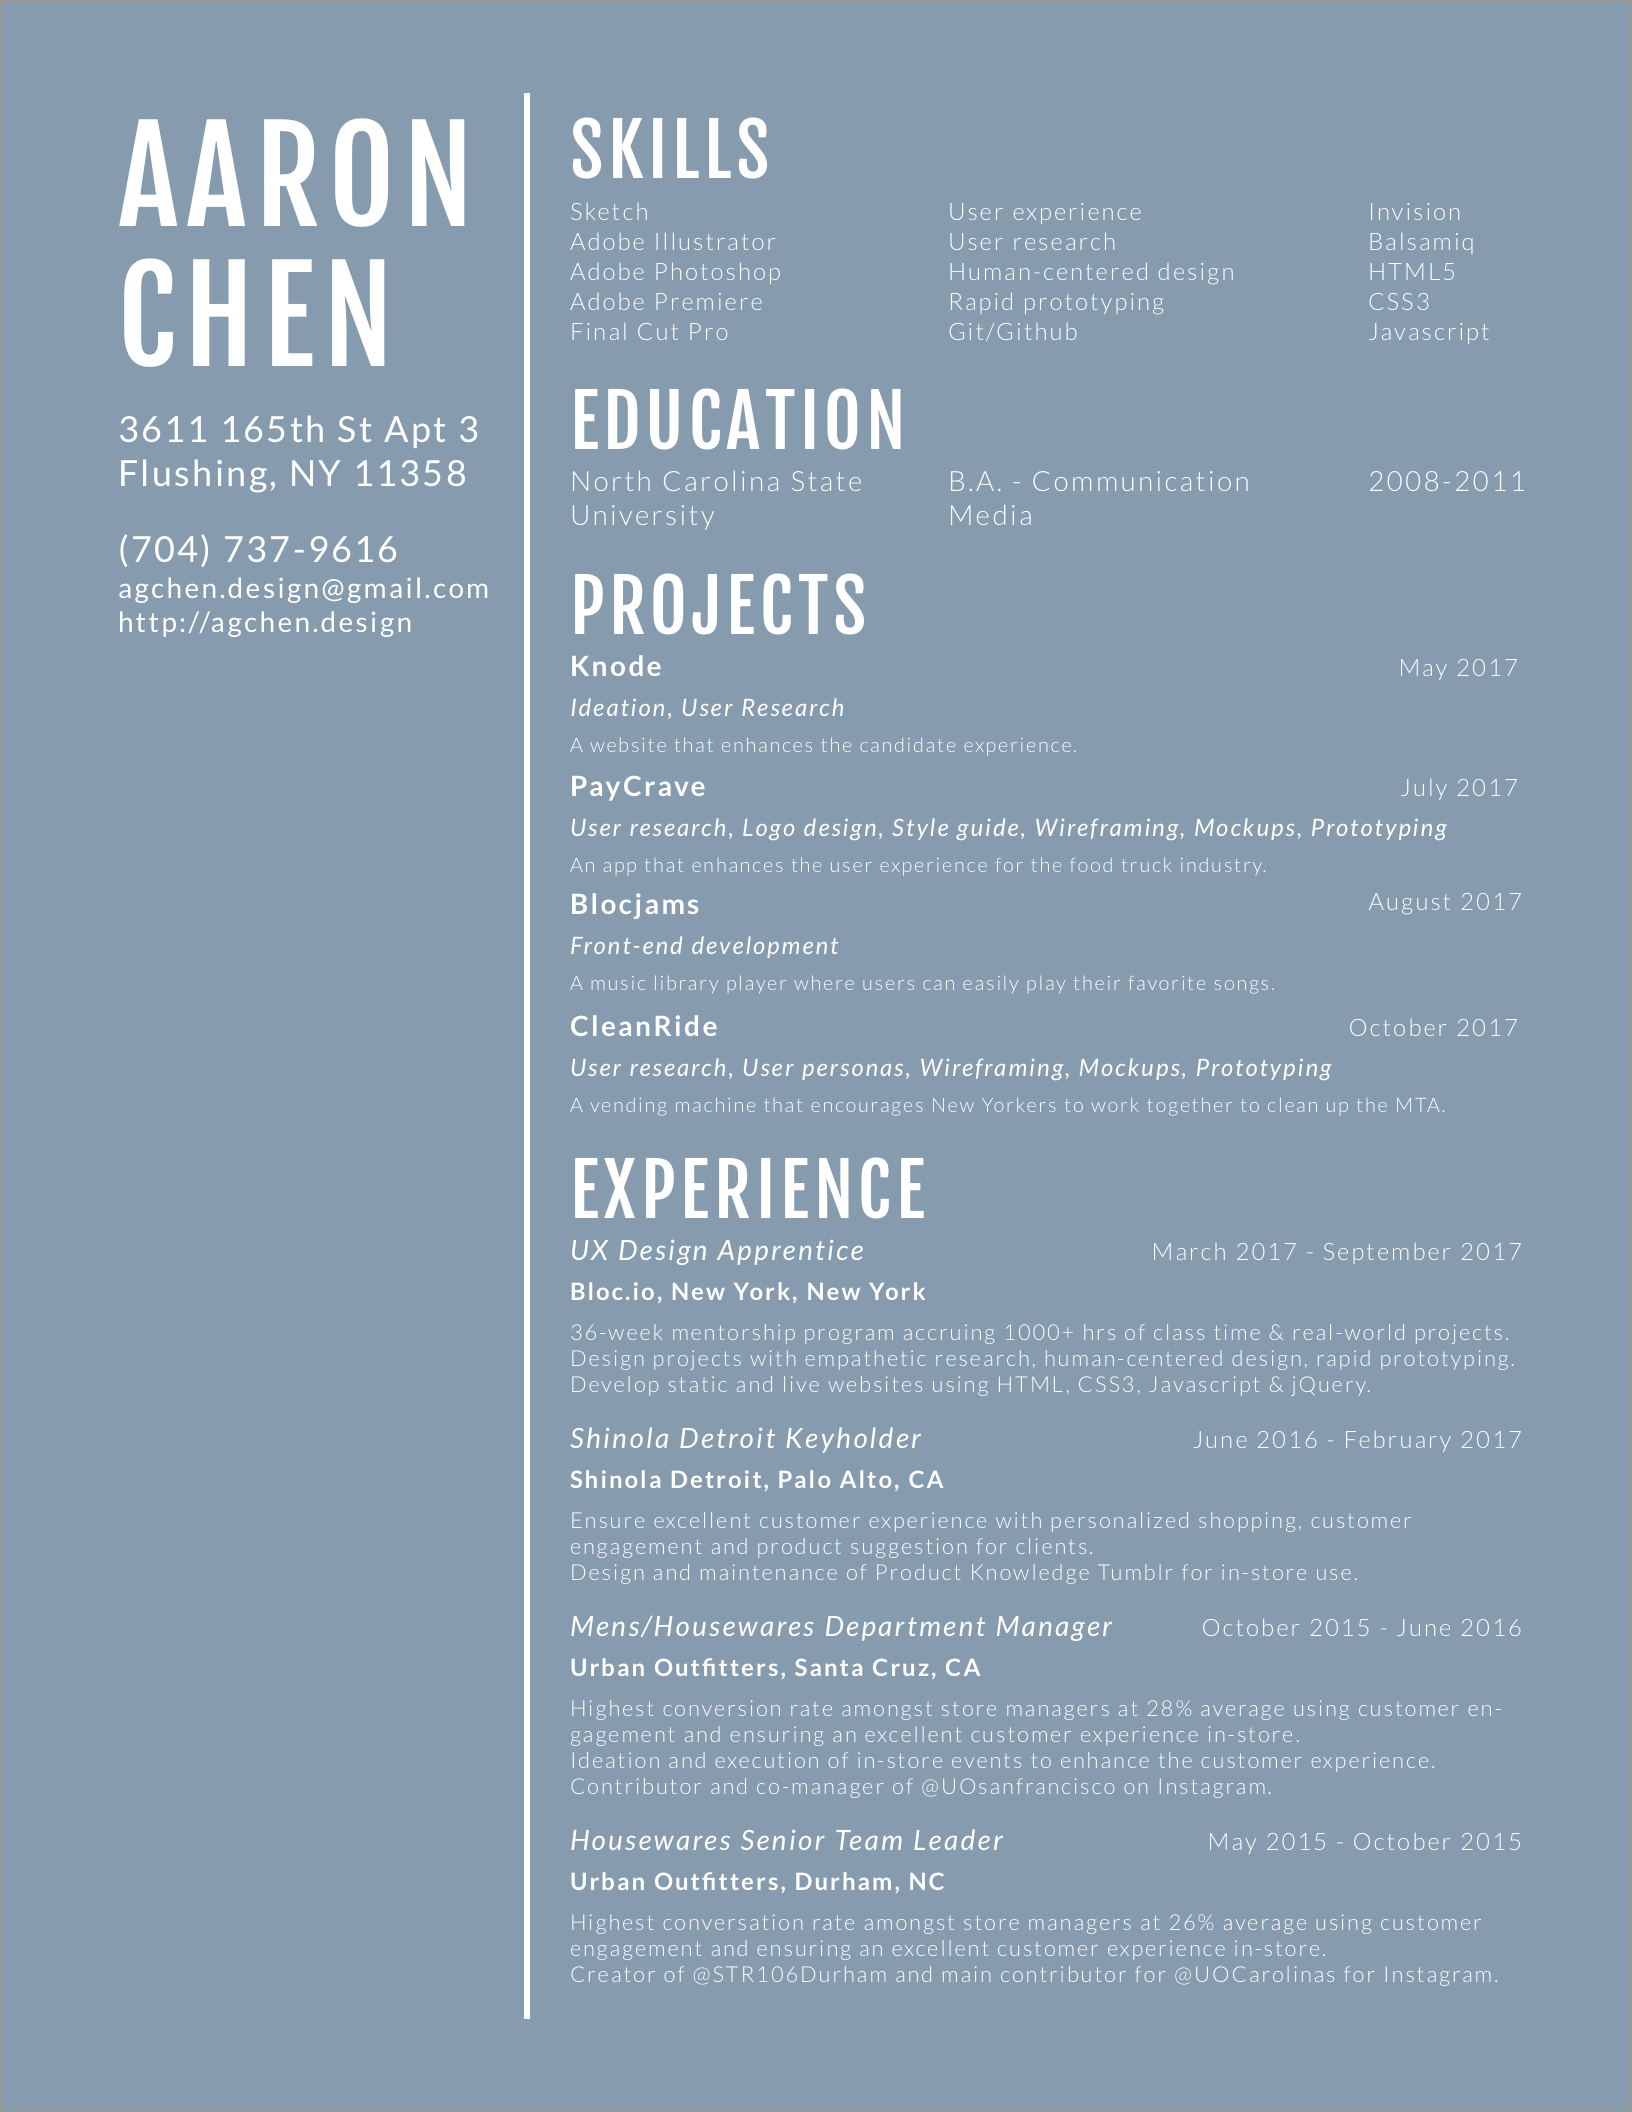 AARON
CHEN
3611 165th St Apt 3
Flushing, NY 11358
(704) 737-9616
agchen.design@gmail.com
http://agchen.design
SKILLS
Sketch User experience Invision
Adobe Illustrator User research Balsamiq
Adobe Photoshop Human-centered design HTML5
Adobe Premiere Rapid prototyping CSS3
Final Cut Pro Git/Github Javascript
EDUCATION
North Carolina State B.A. - Communication 2008-2011
University Media
PROJECTS
Knode May 2017
Ideation, User Research
A website that enhances the candidate experience.
PayCrave July 2017
User research, Logo design, Style guide, Wireframing, Mockups, Prototyping
An app that enhances the user experience for the food truck industry.
Blocjams August 2017
Front-end development
A music library player where users can easily play their favorite songs.
CleanRide October 2017
User research, User personas, Wireframing, Mockups, Prototyping
A vending machine that encourages New Yorkers to work together to clean up the MTA.
EXPERIENCE
UX Design Apprentice March 2017 - September 2017
Bloc.io, New York, New York
36-week mentorship program accruing 1000+ hrs of class time & real-world projects.
Design projects with empathetic research, human-centered design, rapid prototyping.
Develop static and live websites using HTML, CSS3, Javascript & jQuery.
Shinola Detroit Keyholder June 2016 - February 2017
Shinola Detroit, Palo Alto, CA
Ensure excellent customer experience with personalized shopping, customer
engagement and product suggestion for clients.
Design and maintenance of Product Knowledge Tumblr for in-store use.
Mens/Housewares Department Manager October 2015 - June 2016
Urban Outfitters, Santa Cruz, CA
Highest conversion rate amongst store managers at 28% average using customer en-
gagement and ensuring an excellent customer experience in-store.
Ideation and execution of in-store events to enhance the customer experience.
Contributor and co-manager of @UOsanfrancisco on Instagram.
Housewares Senior Team Leader May 2015 - October 2015
Urban Outfitters, Durham, NC
Highest conversation rate amongst store managers at 26% average using customer
engagement and ensuring an excellent customer experience in-store.
Creator of @STR106Durham and main contributor for @UOCarolinas for Instagram.